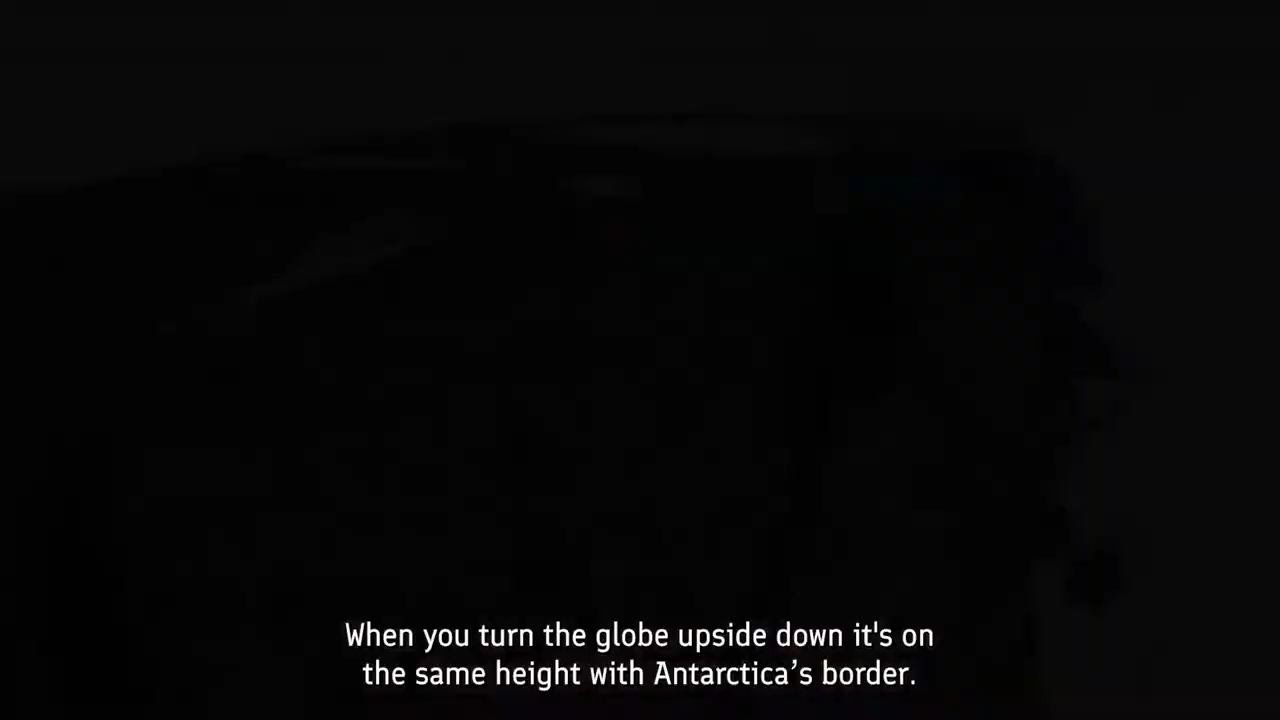 When you turn the globe upside down it's on
the same height with Antarctica’s border.